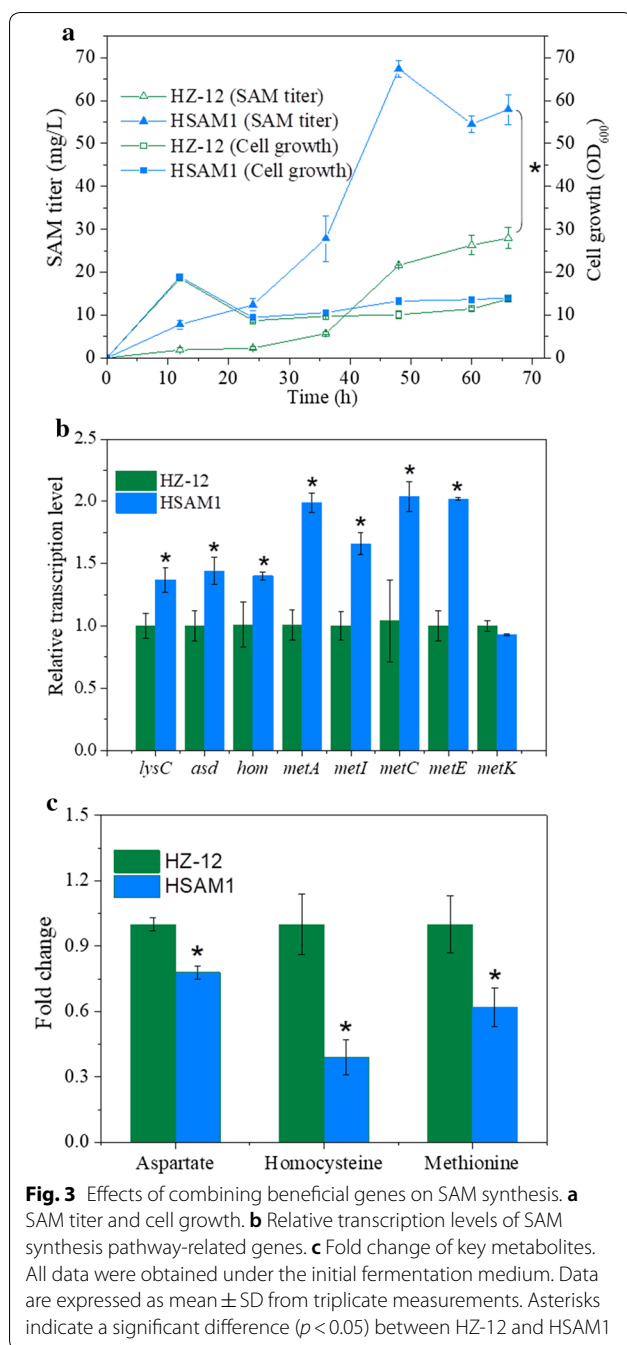 a
70
60
50
40
30
20
10
0
SAM titer (mg/L)
HZ-12 (SAM titer)
HSAM1 (SAM titer)
HZ-12 (Cell growth)
HSAM1 (Cell growth)
*
70
60
50
40
30
20
10
0
Cell growth (OD600)
0 10 20 30 40 50 60 70
Time (h)
b
2.5
2.0
1.5
1.0
0.5
0.0
Relative transcription level
HZ-12
HSAM1
* * * * * * *
lysC asd hom metA metI metC metE metK
c
1.5
1.2
0.9
0.6
0.3
0.0
Fold change
HZ-12
HSAM1
* * *
Aspartate Homocysteine Methionine
Fig. 3 Effects of combining beneficial genes on SAM synthesis. a
SAM titer and cell growth. b Relative transcription levels of SAM
synthesis pathway-related genes. c Fold change of key metabolites.
All data were obtained under the initial fermentation medium. Data
are expressed as mean ± SD from triplicate measurements. Asterisks
indicate a significant difference (p < 0.05) between HZ-12 and HSAM1